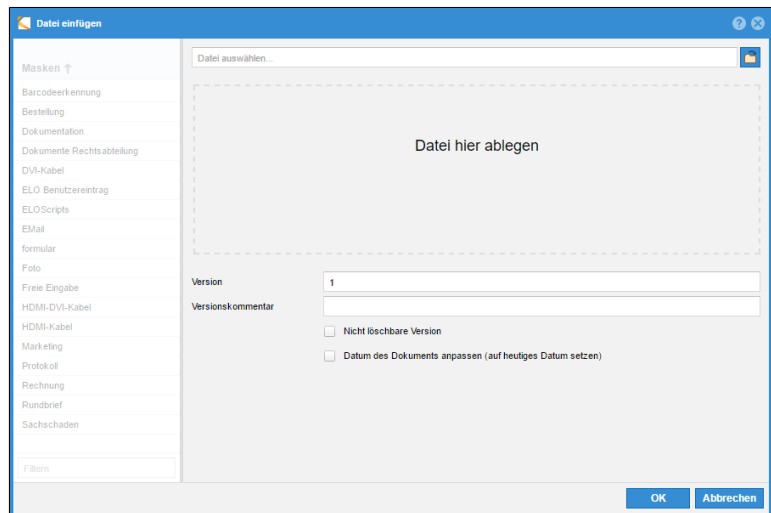 Datei einfügen
Datei auswählen...
Masken
Barcodeerkennung
Bestellung
Dokumentation
Dokumente Rechtsabteilung
DVI-Kabel
ELO Benutzereintrag
ELOScripts
EMail
formular
Foto
Freie Eingabe
HDMI-DVI-Kabel
HDMI-Kabel
Marketing
Protokoll
Rechnung
Rundbrief
Sachschaden
Filtern
Datei hier ablegen
Version 1
Versionskommentar
Nicht löschbare Version
Datum des Dokuments anpassen (auf heutiges Datum setzen)
OK Abbrechen